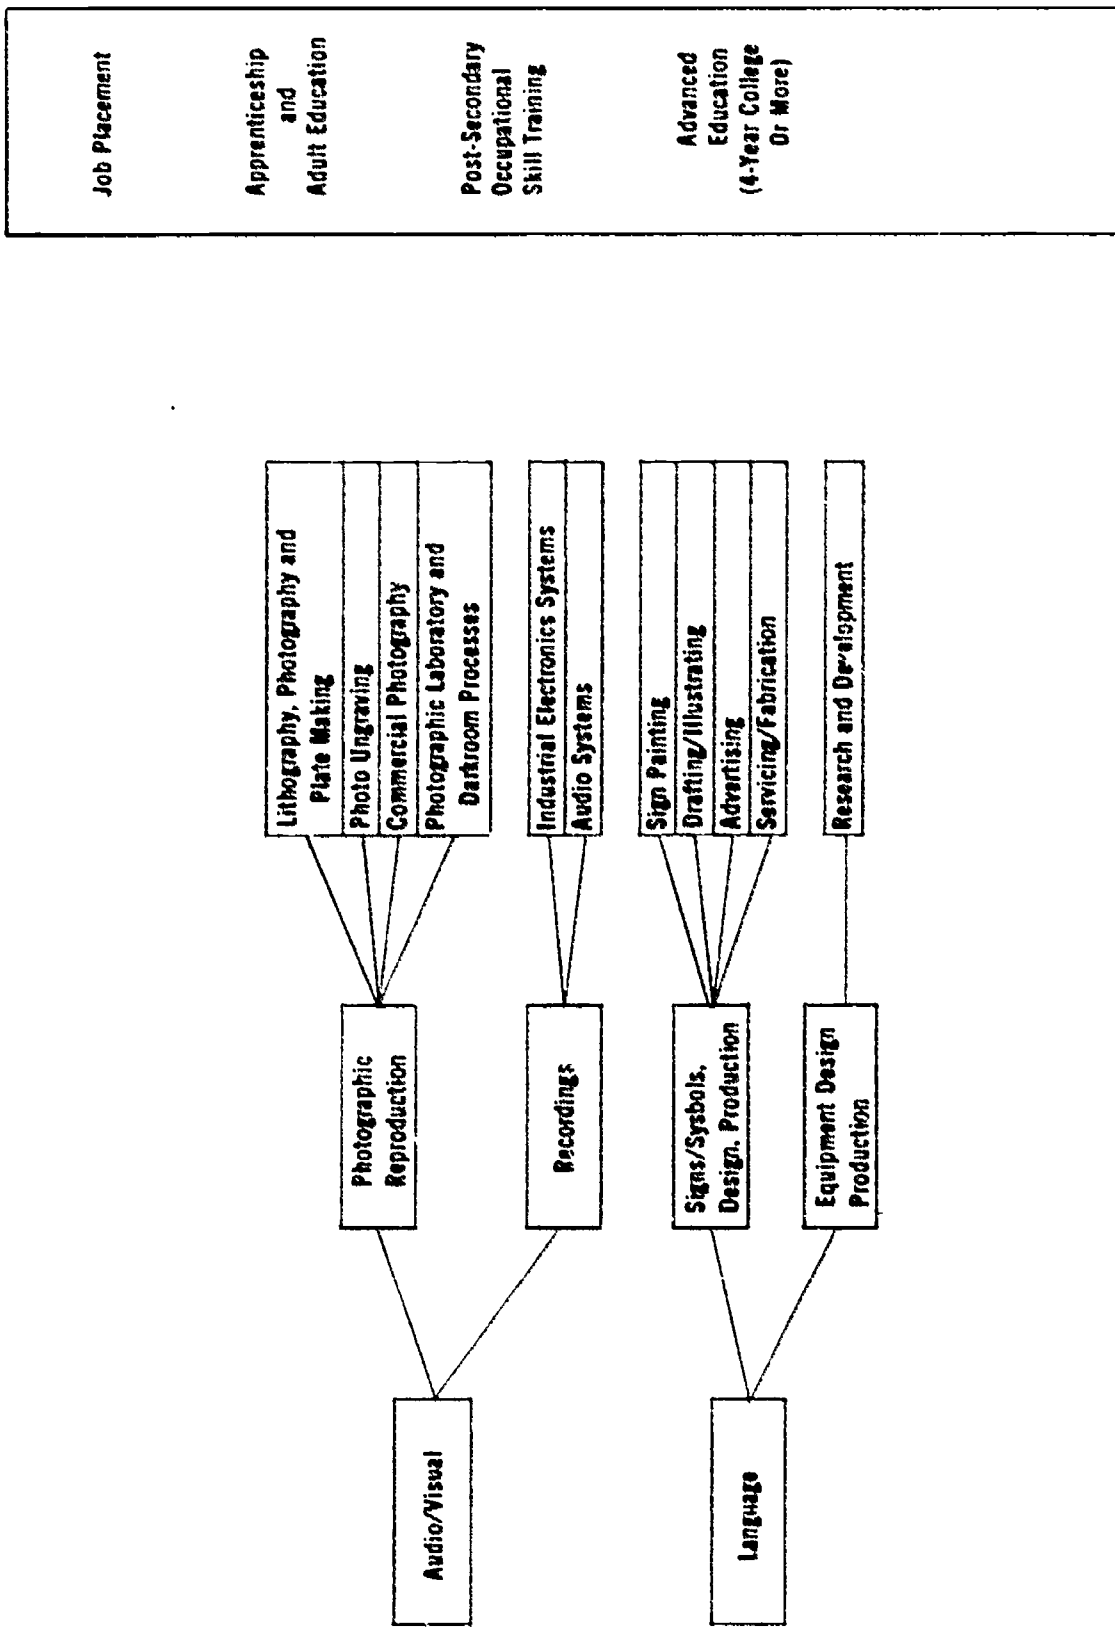 Audio/Visual
Language
Photographic
Reproduction
Recordings
Signs/Sysbols,
Design, Production
Equipment Design
Production
Lithography, Photography and
Plate Making
Photo Ungraving
Commercial Photography
Photographic Laboratory and
Darkroom Processes
Industrial Electronics Systems
Audio Systems
Sign Painting
Drafting/Illustrating
Advertising
Servicing/Fabrication
Research and Development
Job Placement
Apprenticeship
and
Adult Education
Post-Secondary
Occupational
Skill Training
Advanced
Education
(4-Year College
Or More)